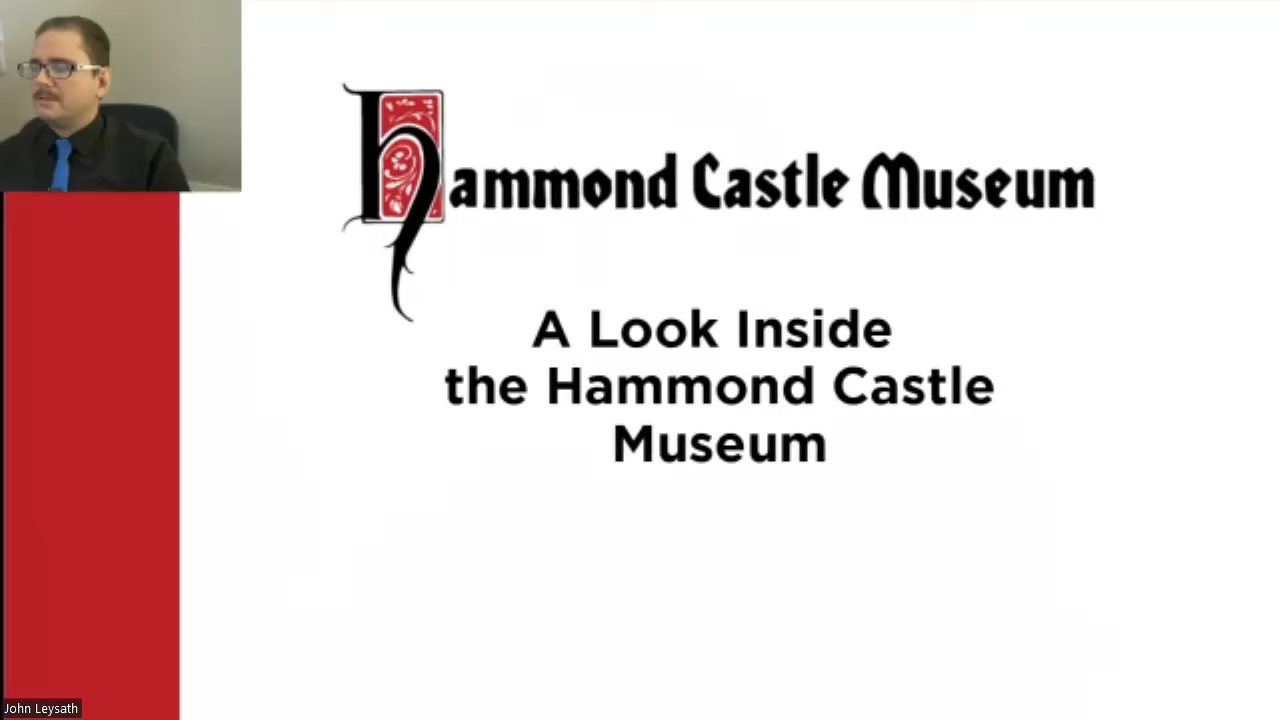 hammond Castle Museum
A Look Inside
the Hammond Castle
Museum
John Leysath